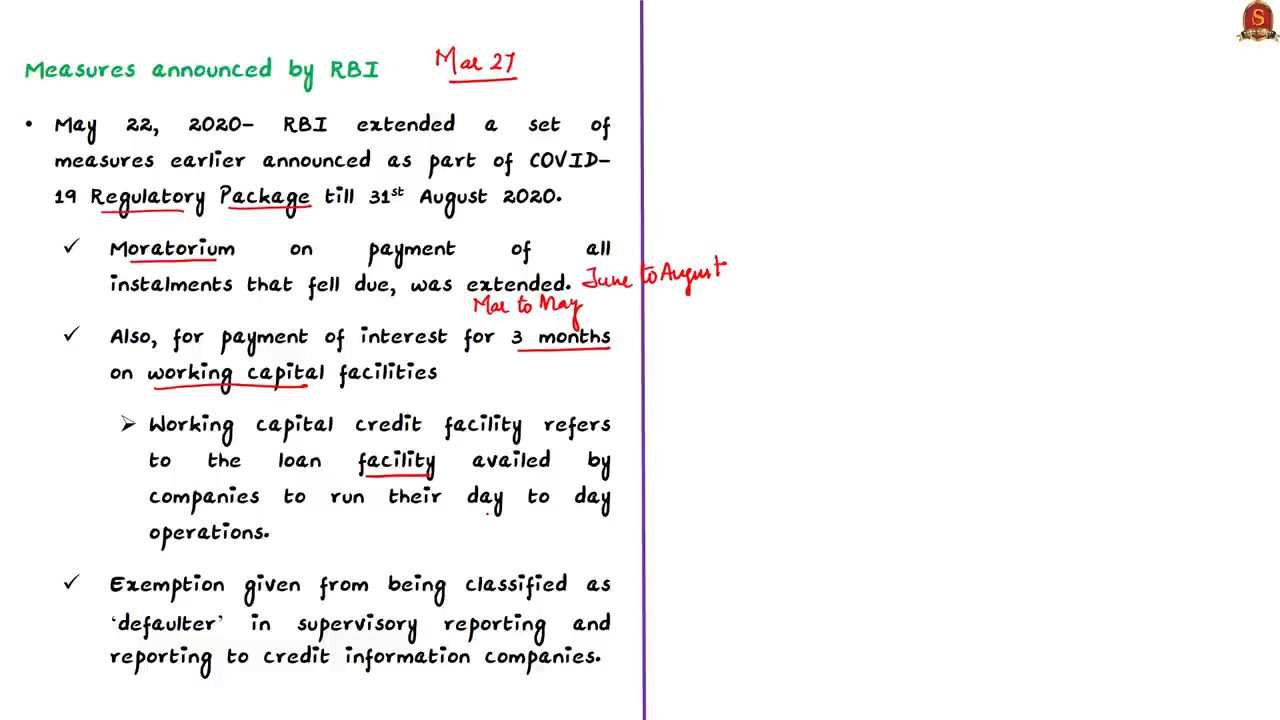 Measures announced by RBI Mar 27
• May 22, 2020- RBI extended a set of
measures earlier announced as part of COVID-
19 Regulatory Package till 31st August 2020.
✓ Moratorium on payment of all
instalments that fell due, was extended. June to August
Mar to May
✓ Also, for payment of interest for 3 months
on working capital facilities
➢ Working capital credit facility refers
to the loan facility availed by
companies to run their day to day
operations.
✓ Exemption given from being classified as
‘defaulter’ in supervisory reporting and
reporting to credit information companies.
S